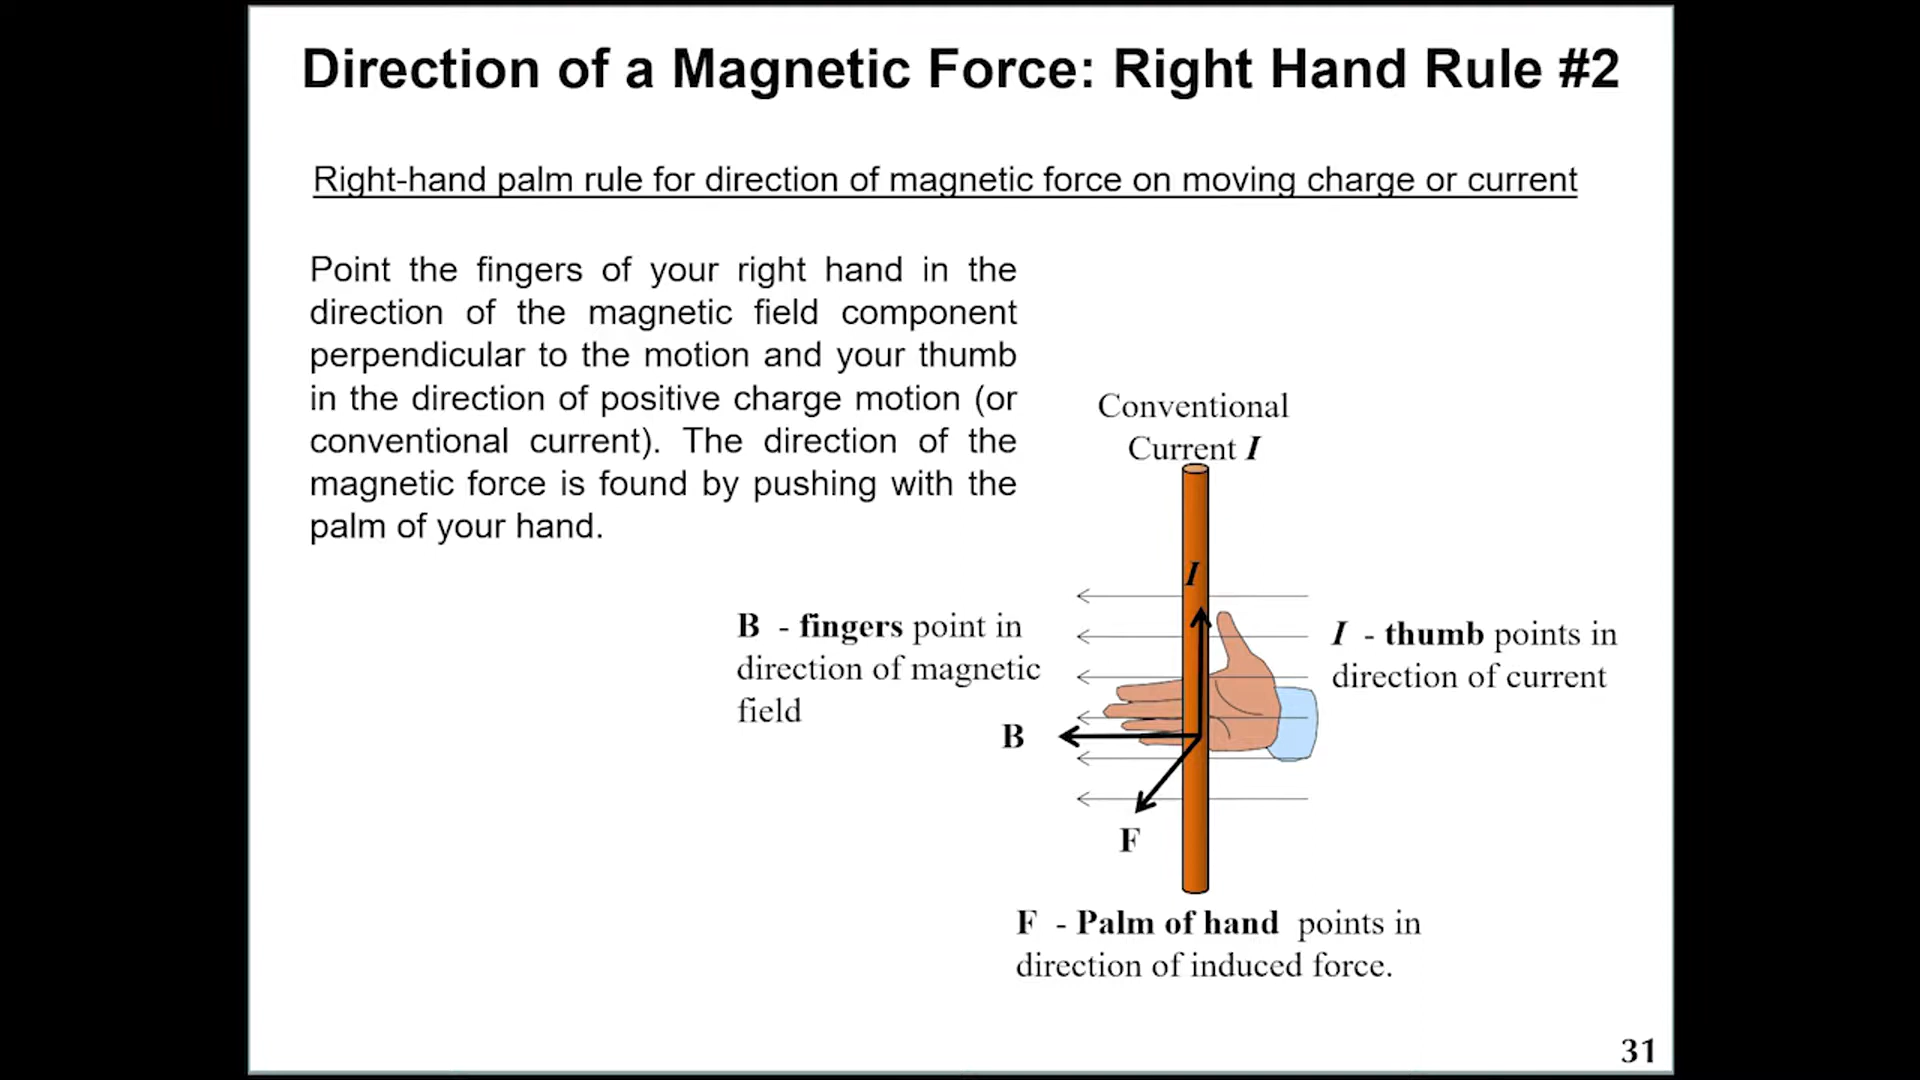 Direction of a Magnetic Force: Right Hand Rule #2
Right-hand palm rule for direction of magnetic force on moving charge or current
Point the fingers of your right hand in the
direction of the magnetic field component
perpendicular to the motion and your thumb
in the direction of positive charge motion (or
conventional current). The direction of the
magnetic force is found by pushing with the
palm of your hand.
Conventional
Current I
I
B - fingers point in
direction of magnetic
field
I - thumb points in
direction of current
B
F
F - Palm of hand points in
direction of induced force.
31